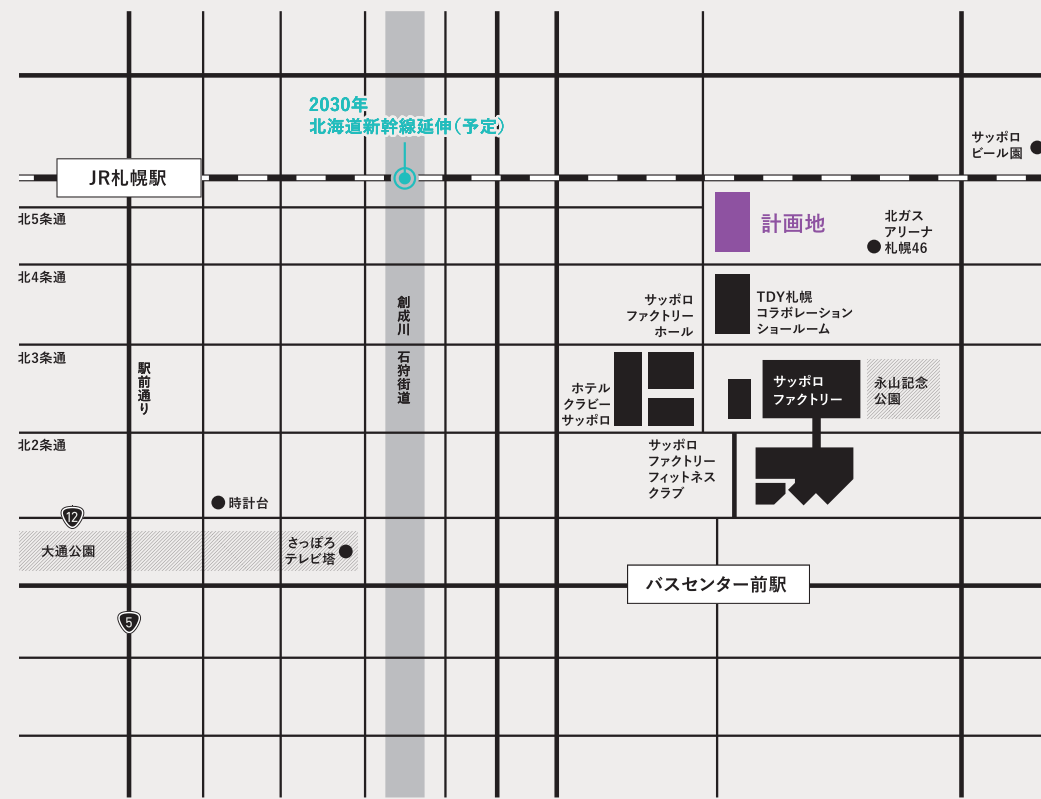 2030年
北海道新幹線延伸(予定)
サッポロ
ビール園
JR札幌駅
北5条通
計画地
北ガス
アリーナ
札幌46
北4条通
サッポロ
ファクトリー
ホール
TDY札幌
コラボレーション
ショールーム
創成川
石狩街道
北3条通
駅前通り
ホテル
クラビー
サッポロ
サッポロ
ファクトリー
永山記念
公園
北2条通
サッポロ
ファクトリー
フィットネス
クラブ
時計台
12
大通公園
さっぽろ
テレビ塔
バスセンター前駅
5